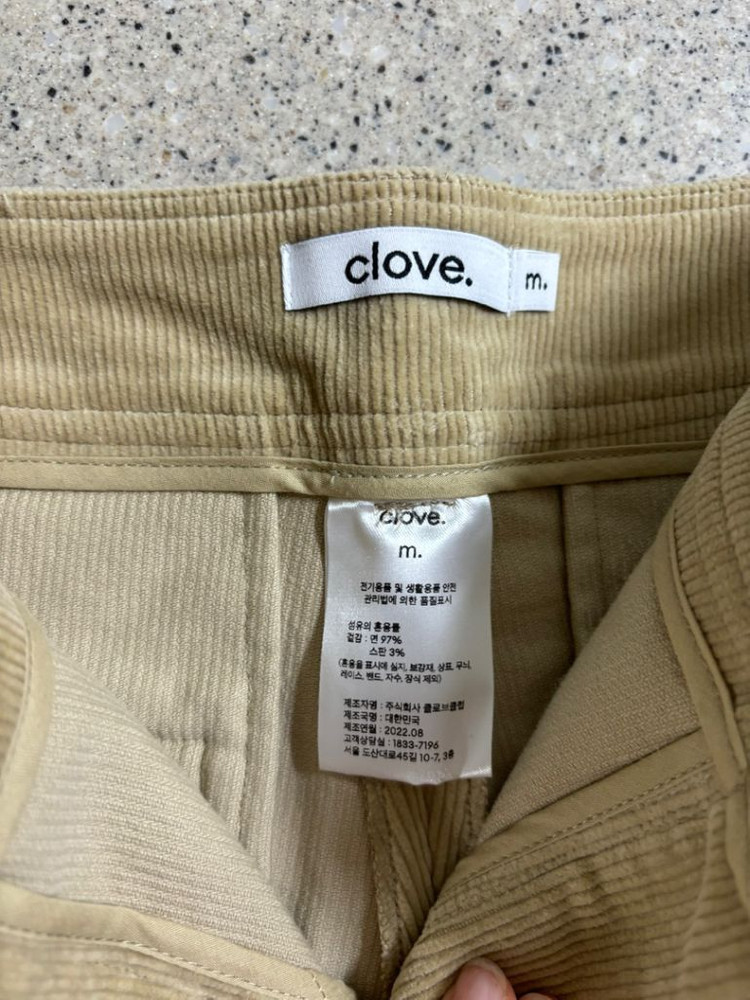 clove.
m.
clove.
m.
전기용품 및 생활용품 안전
관리법에 의한 품질표시
섬유의 혼용률
겉감 : 면 97%
스판 3%
(혼용율 표시에 실지, 보강재, 상표, 무늬,
레이스, 밴드, 자수, 장식 제외)
제조자명 : 주식회사 클로브클럽
제조국명 : 대한민국
제조연월 : 2022.08
고객상담실 : 1833-7196
서울 도산대로45길 10-7, 3층